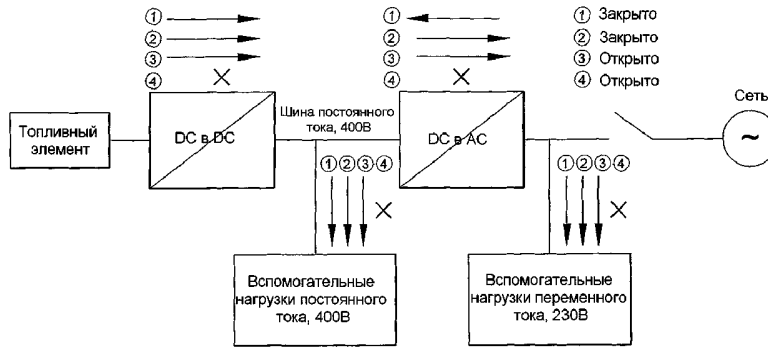 ① ① ① Закрыто
② ② ② Закрыто
③ ③ ③ Открыто
④ ④ ④ Открыто
Сеть
Топливный
элемент
DC в DC
Шина постоянного
тока, 400В
DC в AC
~
① ② ③ ④
① ② ③ ④
Вспомогательные
нагрузки постоянного
тока, 400В
Вспомогательные
нагрузки переменного
тока, 230В